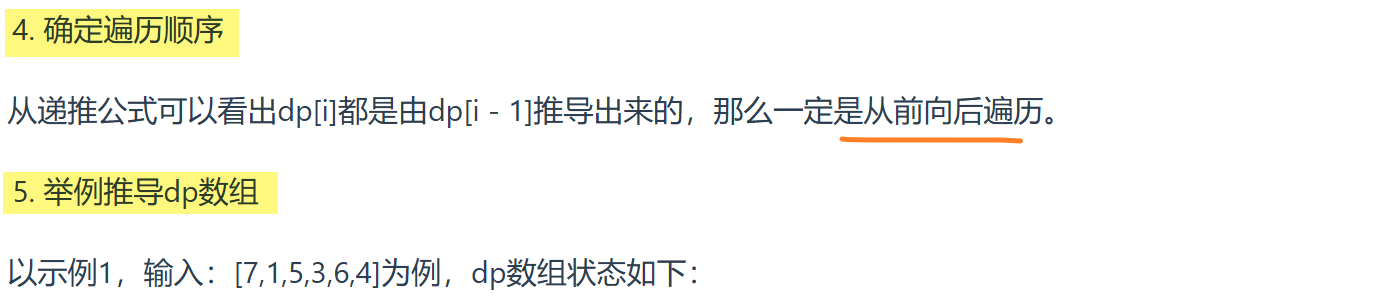 4. 确定遍历顺序
从递推公式可以看出dp[i]都是由dp[i - 1]推导出来的，那么一定是从前向后遍历。
5. 举例推导dp数组
以示例1，输入：[7,1,5,3,6,4]为例，dp数组状态如下：